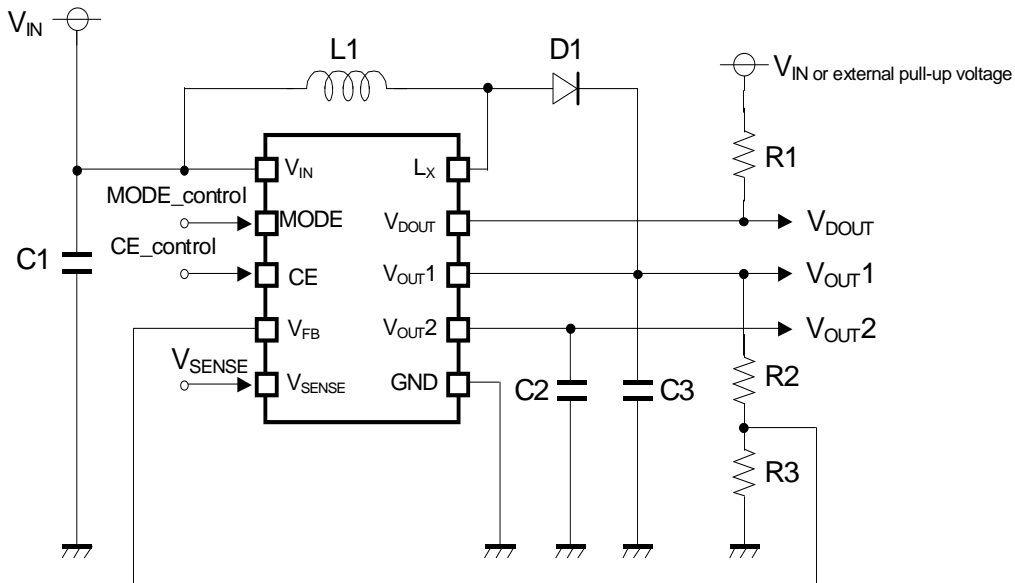 VIN
L1
D1
VIN or external pull-up voltage
R1
VIN
LX
MODE_control
MODE
VDOUT
VDOUT
CE_control
C1
CE
VOUT1
VOUT1
VFB
VOUT2
VOUT2
VSENSE
VSENSE
GND
C2
C3
R2
R3